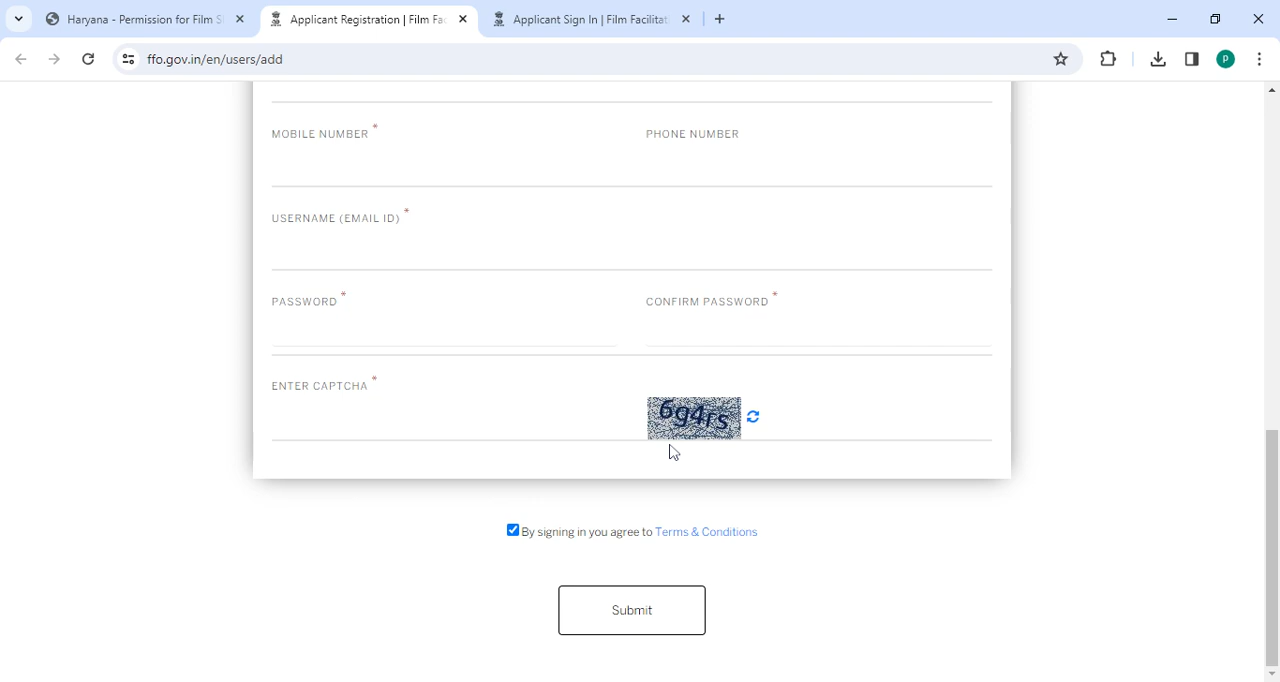 Haryana - Permission for Film S
Applicant Registration | Film Fac
Applicant Sign In | Film Facilitat
ffo.gov.in/en/users/add
P
MOBILE NUMBER *
PHONE NUMBER
USERNAME (EMAIL ID) *
PASSWORD *
CONFIRM PASSWORD *
ENTER CAPTCHA *
6g4rs
By signing in you agree to Terms & Conditions
Submit